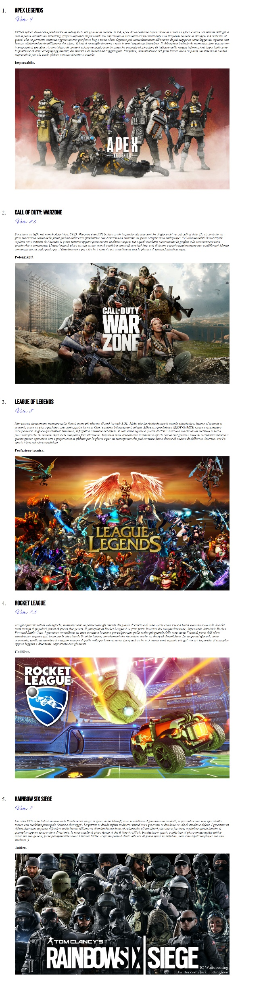 1.
APEX LEGENDS
Voto: 9
FPS di spicco della casa produttrice di videogiochi più grande al mondo, la EA, Apex dà la costante impressione di essere un gioco curato nei minimi dettagli, e
non si parla soltanto del rendering grafico alquanto impeccabile ma soprattutto la vicinanza tra la community e la Respawn (settore di sviluppo EA dedicato al
gioco) che ne permette continui aggiornamenti per fixare bug e tanto altro! Ognuno può immedesimarsi all'interno di più mappe in varie leggende, ognuna con
ben tre abilità univoche all'interno del gioco. Il loot si raccoglie da terra e tutte le armi appaiono bilanciate. Il videogioco include sia comunicazione vocale con
i compagni di squadra, sia un sistema di comunicazione avanzato tramite ping che permette al giocatore di indicare nella mappa informazioni importanti come
la posizione di armi ed equipaggiamenti, dei nemici e di località da raggiungere. Per finire, dimostrazione del gran lavoro della respawn, un sistema di ranked
impeccabile per chi vuole sfidare persone da tutto il mondo!
Impeccabile.
APEX
LEGENDS
2.
CALL OF DUTY: WARZONE
Voto: 8.5
Facciamo un tuffo nel mondo Activision. COD: Warzone è un FPS battle royale inspirato alle meccaniche di gioco dei vecchi call of duty. Ha riscontrato un
gran successo a causa della fama goduta della casa produttrice che è riuscita ad adattare un gioco sempre stato multiplayer 5v5 alla modalità battle royale
esplosa con l'avvento di Fortnite. Il gioco tuttavia appare poco curato in diversi aspetti tra i quali risaltano sicuramente la grafica e la vicinanza tra casa
produttrice e community. L'esperienza di gioco risulta essere non di qualità a causa di continui bug, cali di frame e armi completamente non equilibrate! Merita
comunque un secondo posto per il divertimento e per ciò che è riuscito a trasmettere ai vecchi players di questa fantastica saga.
Potenzialità.
CALL OF DUTY
WAR
ZONE
3.
LEAGUE OF LEGENDS
Voto: 8
Non poteva sicuramente mancare nella lista il game più giocato di tutti i tempi: LOL. Moba che ha rivoluzionato il mondo videoludico, league of legends si
presenta come un gioco perfetto sotto ogni aspetto tecnico. Con i continui bilanciamenti attuati dalla casa produttrice (RIOT GAMES) riesce a trasmettere
un'esperienza di gioco qualitativa! Insomma, si fa fatica a trovare dei difetti. Il voto resta eguale a quello di COD: Warzone ma decido di metterlo in terza
posizione poichè da amante degli FPS non posso fare altrimenti. Degno di nota sicuramente il sistema e-sports che la riot games è riuscita a costruire intorno a
questo gioco: ogni anno veri e propri team si sfidano per la gloria e per un montepremi che può arrivare fino a decine di milioni di dollari in America, ove l'e-
sports è ben più che consolidato
Perfezione tecnica.
LEAGUE OF
LEGENDS
4.
ROCKET LEAGUE
Voto: 7.5
Tra gli appassionati di videogiochi, numerosi sono in particolare gli amanti dei giochi di calcio e di auto. Serie come FIFA e Gran Turismo sono solo due dei
tanti esempi di popolari giochi di questi due generi. Il gameplay di Rocket League è in gran parte lo stesso del suo predecessore, Supersonic Acrobatic Rocket-
Powered Battle-Cars. I giocatori controllano un'auto a razzo e la usano per colpire una palla molto più grande delle auto verso l'area di porta dell'altra
squadra per segnare gol, in un modo che ricorda il calcio indoor, con elementi che ricordano anche un derby di demolizione. Lo scopo del gioco è, come
accennato, quello di mandare il maggior numero di palle nella porta avversaria. La squadra che in 5 minuti avrà segnato più gol vincerà la partita. Il gameplay
appare leggero e divertente, soprattutto con gli amici.
ChillOut.
ROCKET
LEAGUE
5.
RAINBOW SIX SIEGE
Voto: 7
Un altro FPS sulla lista è sicuramente Rainbow Six Siege. Il gioco della Ubisoft, casa produttrice di famosissimi prodotti, si presenta come uno sparatutto
tattico con modalità principale "cerca e distruggi". La partita si divide infatti in diversi round ove i giocatori si dividono i ruoli di assalto e difesa. I giocatori in
difesa dovranno appunto difendere delle bombe all'interno di un'ambientazione ed evitare che gli assalitori piazzano e facciano esplodere quelle bombe. Il
gameplay appare scorrevole e divertente, le meccaniche di gioco fanno sì che il time-to-kill sia bassissimo e questo conferisce al gioco un gameplay tattico
unico nel suo genere, forse paragonabile solo a Counter Strike. Il quinto posto è dovuto alle ore di gioco spese in Rainbow, non sono infatti un player ma uno
studente :)
Tattico.
TOM CLANCY'S
RAINBOWSIX SIEGE
IQ Waifuposting
twitter.com/Jack_cuttingham